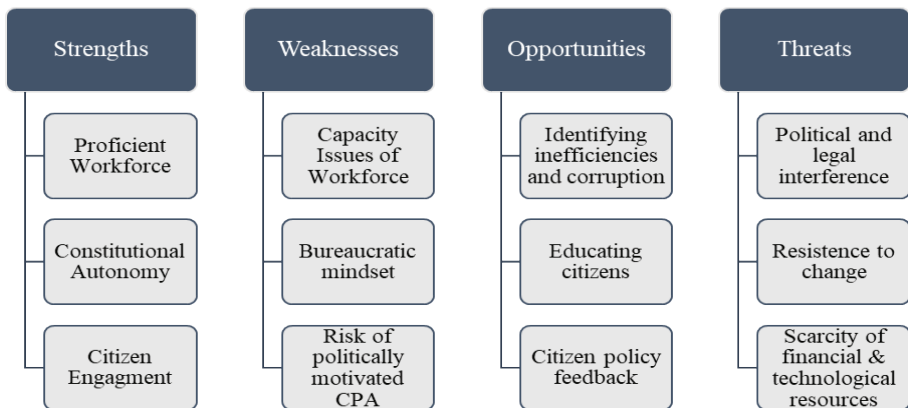 Strengths
Proficient
Workforce
Constitutional
Autonomy
Citizen
Engagment
Weaknesses
Capacity
Issues of
Workforce
Bureaucratic
mindset
Risk of
politically
motivated
CPA
Opportunities
Identifying
inefficiencies
and corruption
Educating
citizens
Citizen policy
feedback
Threats
Political and
legal
interference
Resistence to
change
Scarcity of
financial &
technological
resources